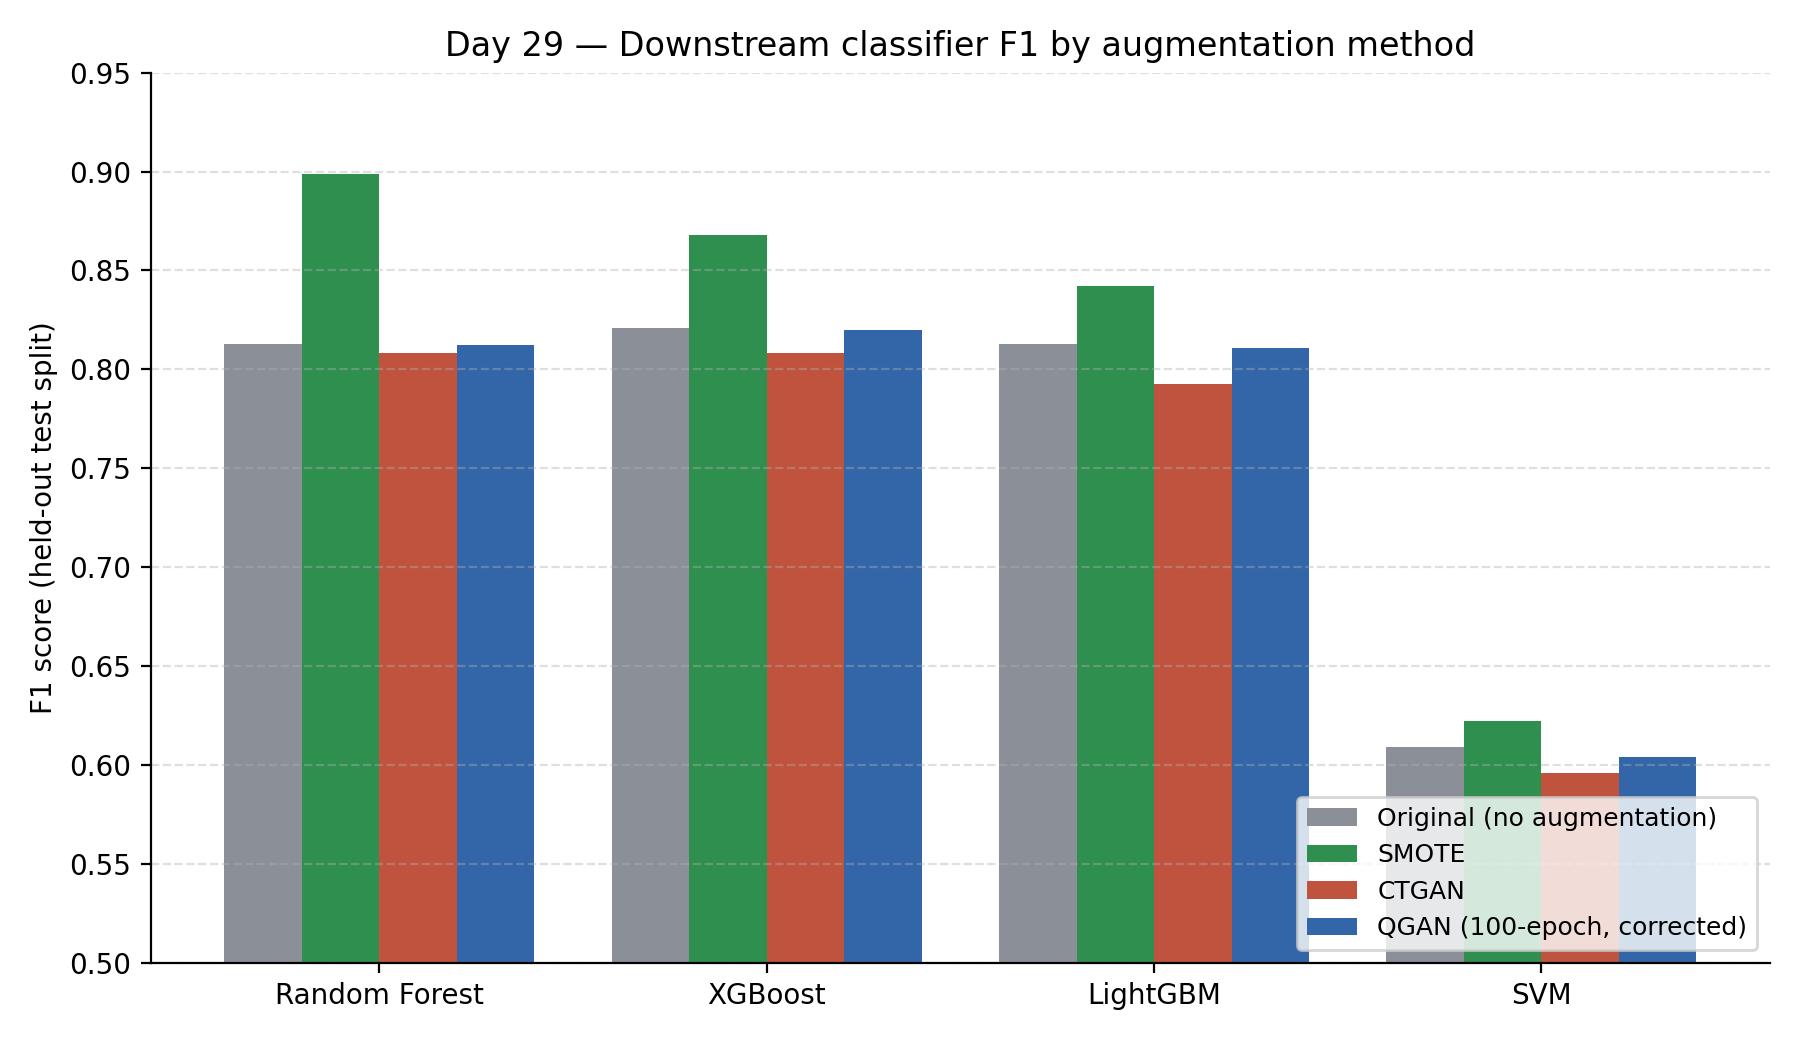 Day 29 — Downstream classifier F1 by augmentation method
F1 score (held-out test split)
0.95
0.90
0.85
0.80
0.75
0.70
0.65
0.60
0.55
0.50
Random Forest
XGBoost
LightGBM
SVM
Original (no augmentation)
SMOTE
CTGAN
QGAN (100-epoch, corrected)